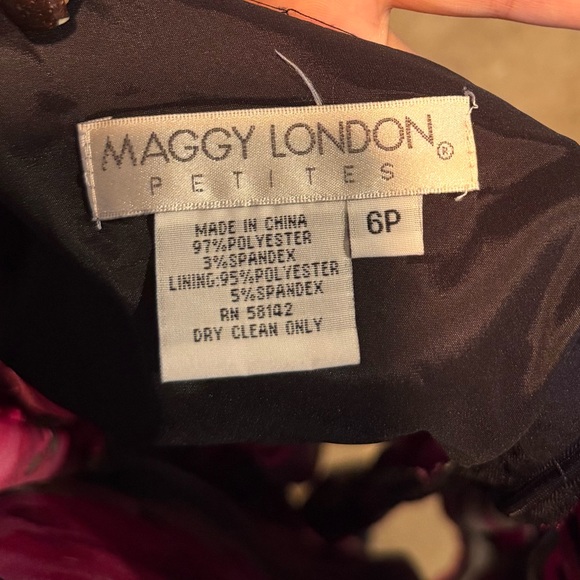 MAGGY LONDON®
PETITES
6P
MADE IN CHINA
97%POLYESTER
3%SPANDEX
LINING:95%POLYESTER
5%SPANDEX
RN 58142
DRY CLEAN ONLY